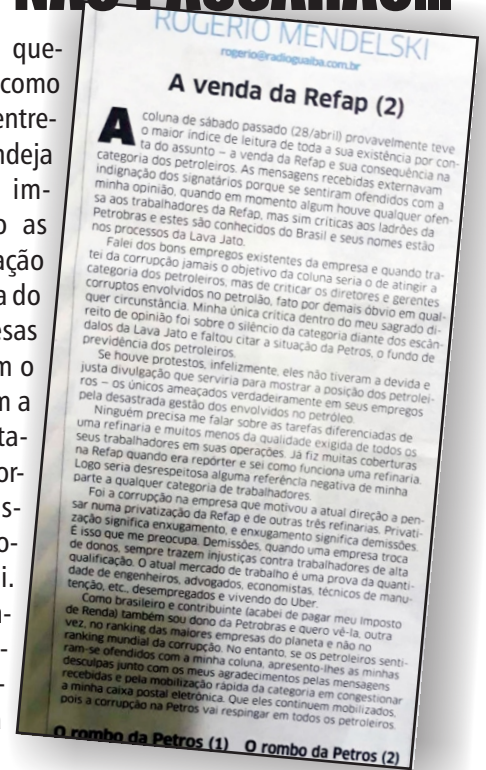 NÃO PASSARÃO!!!
que-
como
entre-
ndeja
im-
o as
ação
a do
esas
m o
m a
ta-
or-
s-
o-
i.
ROGÉRIO MENDELSKI
rogerio@radioguaiba.com.br
A venda da Refap (2)
A coluna de sábado passado (28/abril) provavelmente teve
o maior índice de leitura de toda a sua existência por con-
ta do assunto – a venda da Refap e sua consequência na
categoria dos petroleiros. As mensagens recebidas externavam
indignação dos signatários porque se sentiram ofendidos com a
minha opinião, quando em momento algum houve qualquer ofen-
sa aos trabalhadores da Refap, mas sim críticas aos ladrões da
Petrobras e estes são conhecidos do Brasil e seus nomes estão
nos processos da Lava Jato.
Falei dos bons empregos existentes da empresa e quando tra-
tei da corrupção jamais o objetivo da coluna seria o de atingir a
categoria dos petroleiros, mas de criticar os diretores e gerentes
corruptos envolvidos no petrolão, fato por demais óbvio em qual-
quer circunstância. Minha única crítica dentro do meu sagrado di-
reito de opinião foi sobre o silêncio da categoria diante dos escân-
dalos da Lava Jato e faltou citar a situação da Petros, o fundo de
previdência dos petroleiros.
Se houve protestos, infelizmente, eles não tiveram a devida e
justa divulgação que serviria para mostrar a posição dos petrolei-
ros – os únicos ameaçados verdadeiramente em seus empregos
pela desastrada gestão dos envolvidos no petróleo.
Ninguém precisa me falar sobre as tarefas diferenciadas de
uma refinaria e muitos menos da qualidade exigida de todos os
seus trabalhadores em suas operações. Já fiz muitas coberturas
na Refap quando era repórter e sei como funciona uma refinaria.
Logo seria desrespeitosa alguma referência negativa de minha
parte a qualquer categoria de trabalhadores.
Foi a corrupção na empresa que motivou a atual direção a pen-
sar numa privatização da Refap e de outras três refinarias. Privati-
zação significa enxugamento, e enxugamento significa demissões.
É isso que me preocupa. Demissões, quando uma empresa troca
de donos, sempre trazem injustiças contra trabalhadores de alta
qualificação. O atual mercado de trabalho é uma prova da quanti-
dade de engenheiros, advogados, economistas, técnicos de manu-
tenção, etc., desempregados e vivendo do Uber.
Como brasileiro e contribuinte (acabei de pagar meu Imposto
de Renda) também sou dono da Petrobras e quero vê-la, outra
vez, no ranking das maiores empresas do planeta e não no
ranking mundial da corrupção. No entanto, se os petroleiros senti-
ram-se ofendidos com a minha coluna, apresento-lhes as minhas
desculpas junto com os meus agradecimentos pelas mensagens
recebidas e pela mobilização rápida da categoria em congestionar
a minha caixa postal eletrônica. Que eles continuem mobilizados,
pois a corrupção na Petros vai respingar em todos os petroleiros.
O rombo da Petros (1) O rombo da Petros (2)